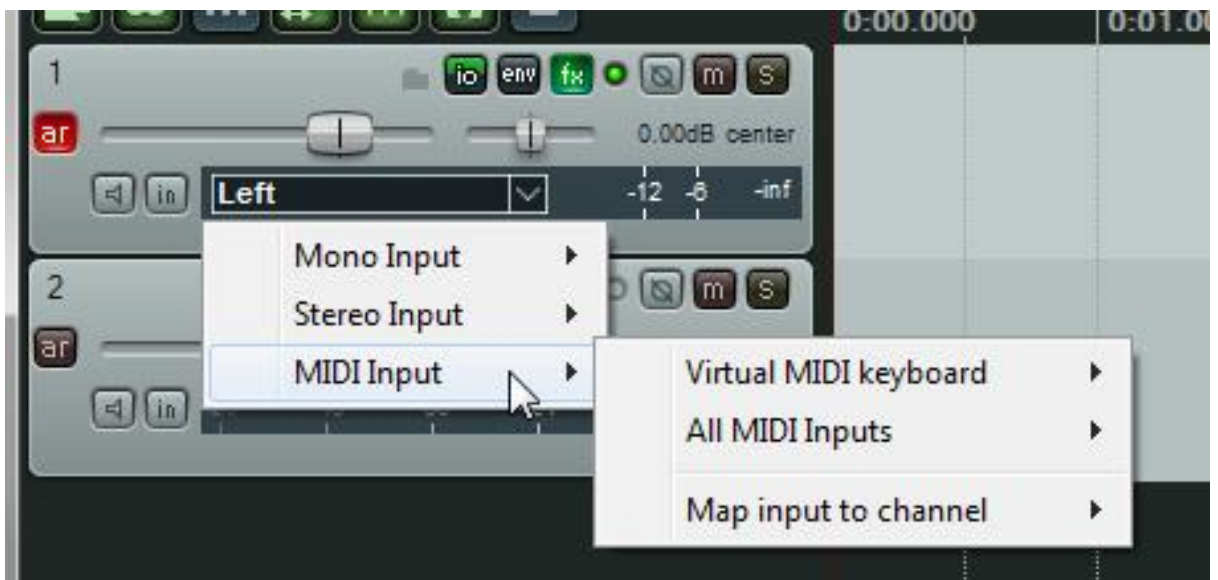 0:00.000 0:01.00
1 io env fx m S
ar 0.00dB center
in Left -12 -6 -inf
Mono Input
2 m S
Stereo Input
ar
MIDI Input Virtual MIDI keyboard
in All MIDI Inputs
Map input to channel